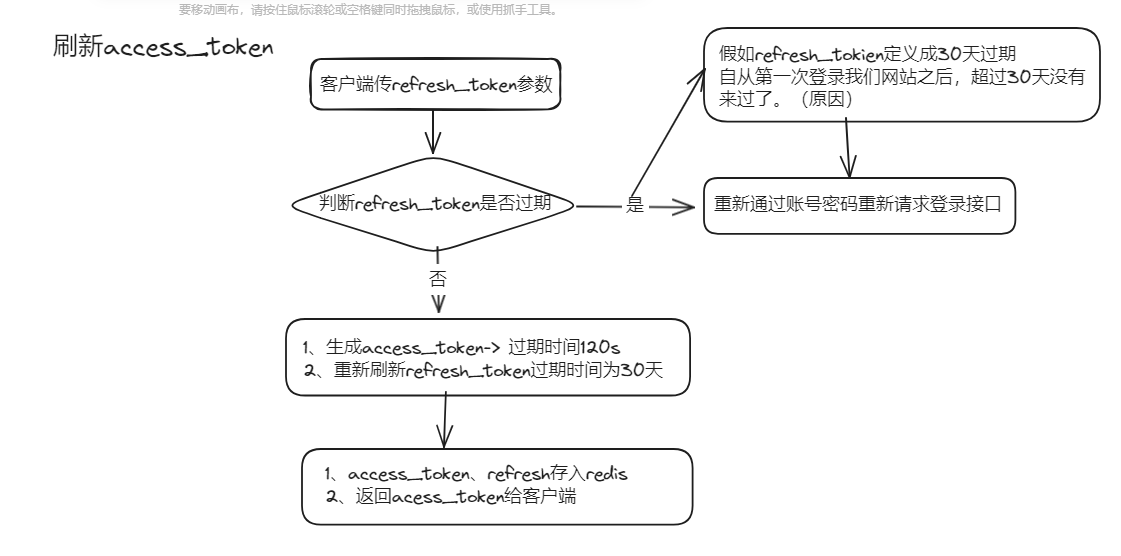 要移动画布，请按住鼠标滚轮或空格键同时拖拽鼠标，或使用抓手工具。
刷新access_token
客户端传refresh_token参数
判断refresh_token是否过期
是
假如refresh_tokien定义成30天过期
自从第一次登录我们网站之后，超过30天没有
来过了。（原因）
重新通过账号密码重新请求登录接口
否
1、生成access_token-> 过期时间120s
2、重新刷新refresh_token过期时间为30天
1、access_token、refresh存入redis
2、返回acess_token给客户端